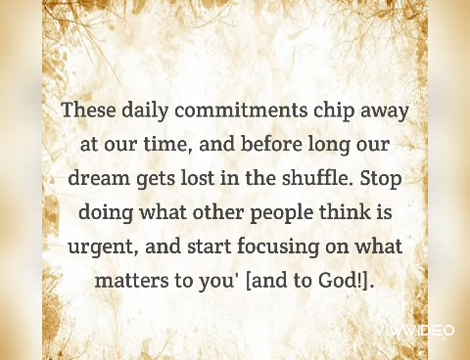 These daily commitments chip away
at our time, and before long our
dream gets lost in the shuffle. Stop
doing what other people think is
urgent, and start focusing on what
matters to you' [and to God!].
VIVAVIDEO